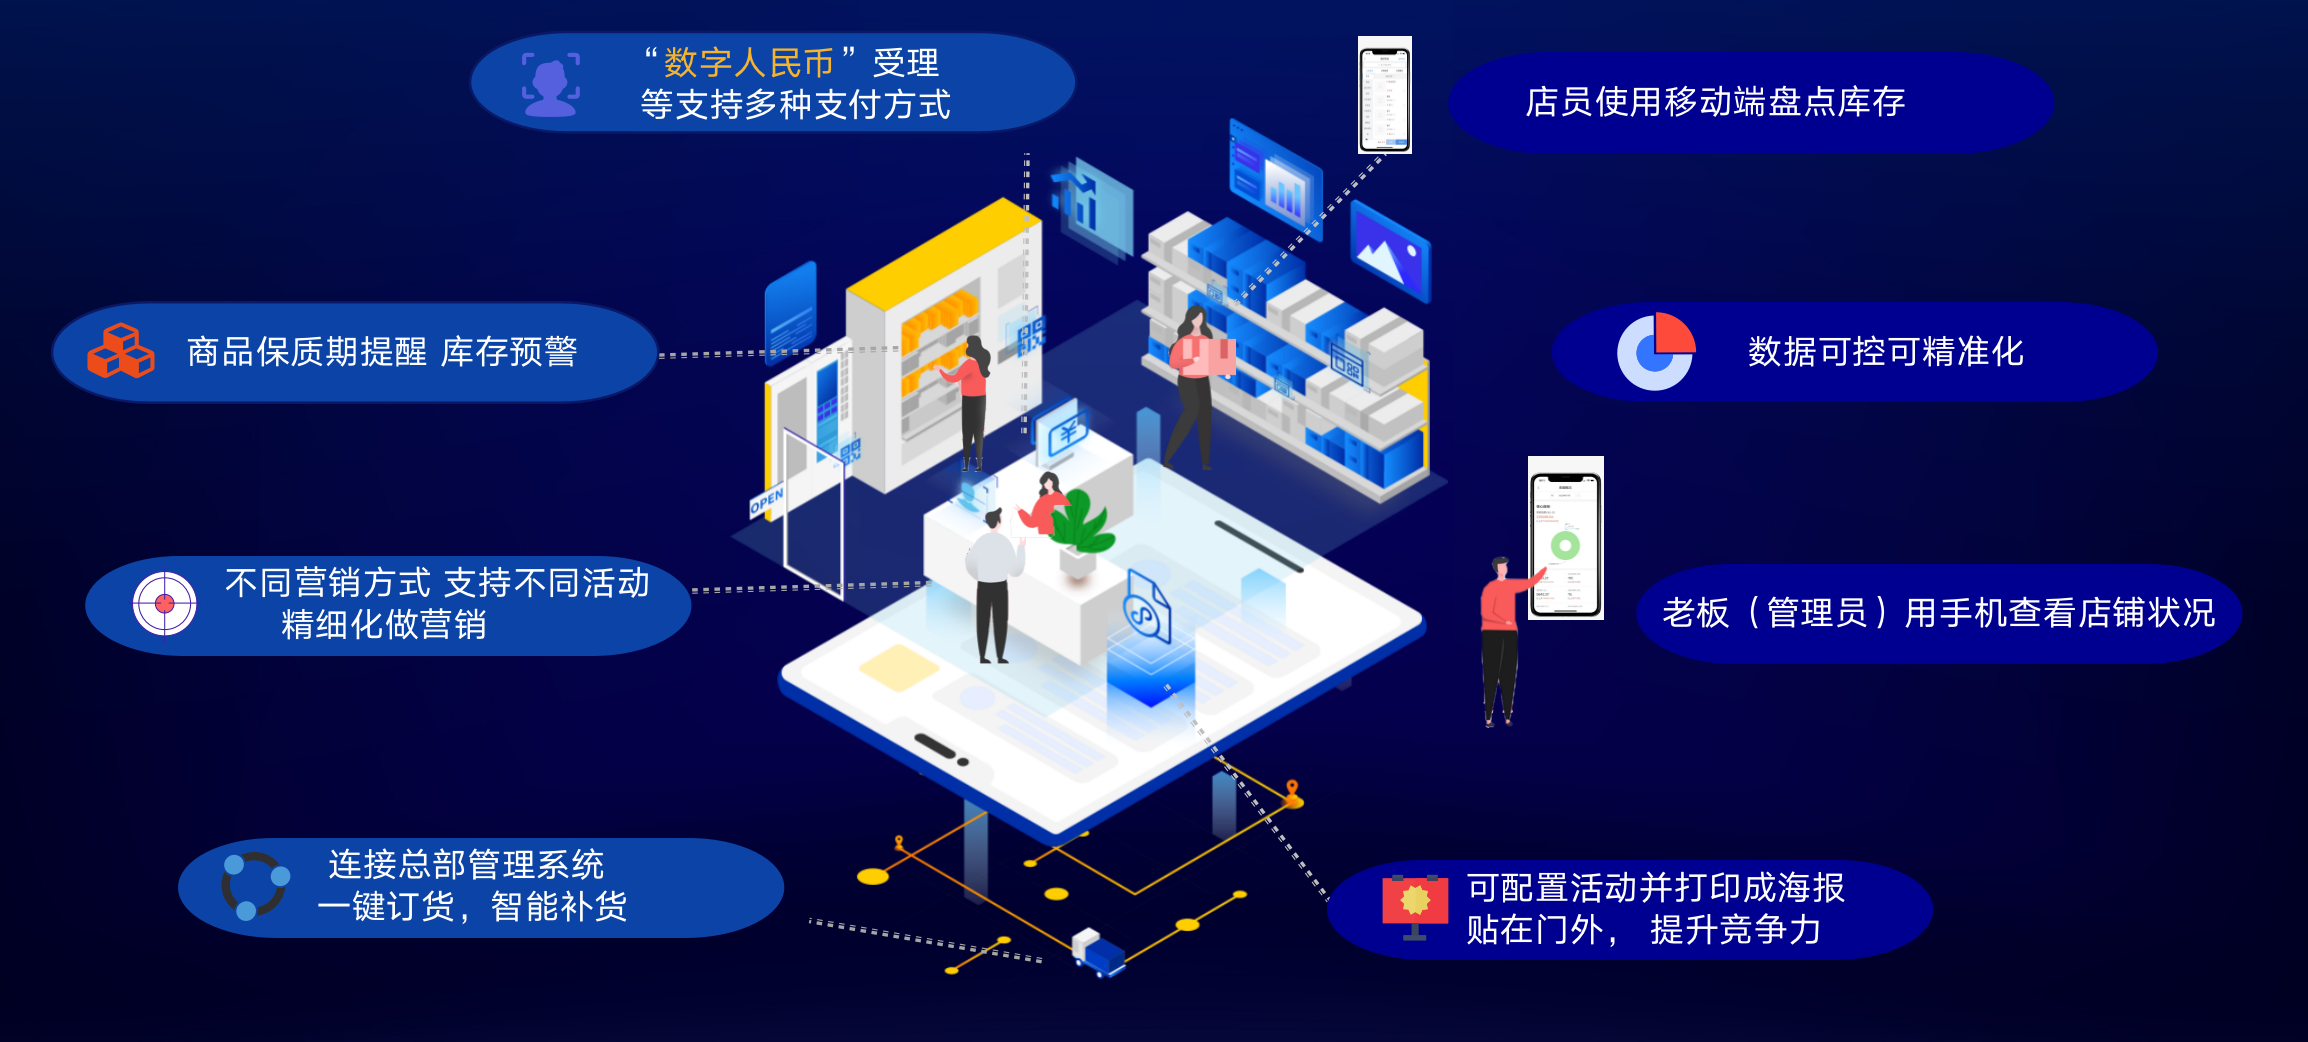 “数字人民币”受理
等支持多种支付方式
店员使用移动端盘点库存
商品保质期提醒 库存预警
数据可控可精准化
OPEN
不同营销方式 支持不同活动
精细化做营销
老板（管理员）用手机查看店铺状况
连接总部管理系统
一键订货，智能补货
可配置活动并打印成海报
贴在门外， 提升竞争力